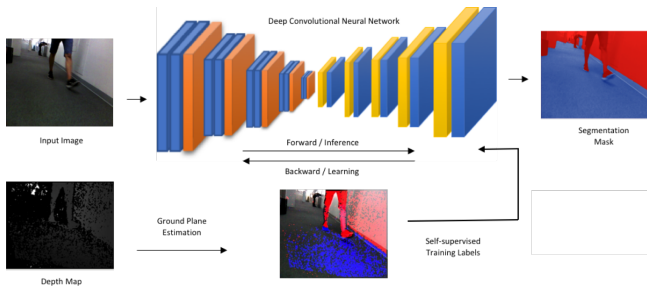 Deep Convolutional Neural Network
Input Image
Segmentation
Mask
Forward / Inference
Backward / Learning
Ground Plane
Estimation
Self-supervised
Training Labels
Depth Map